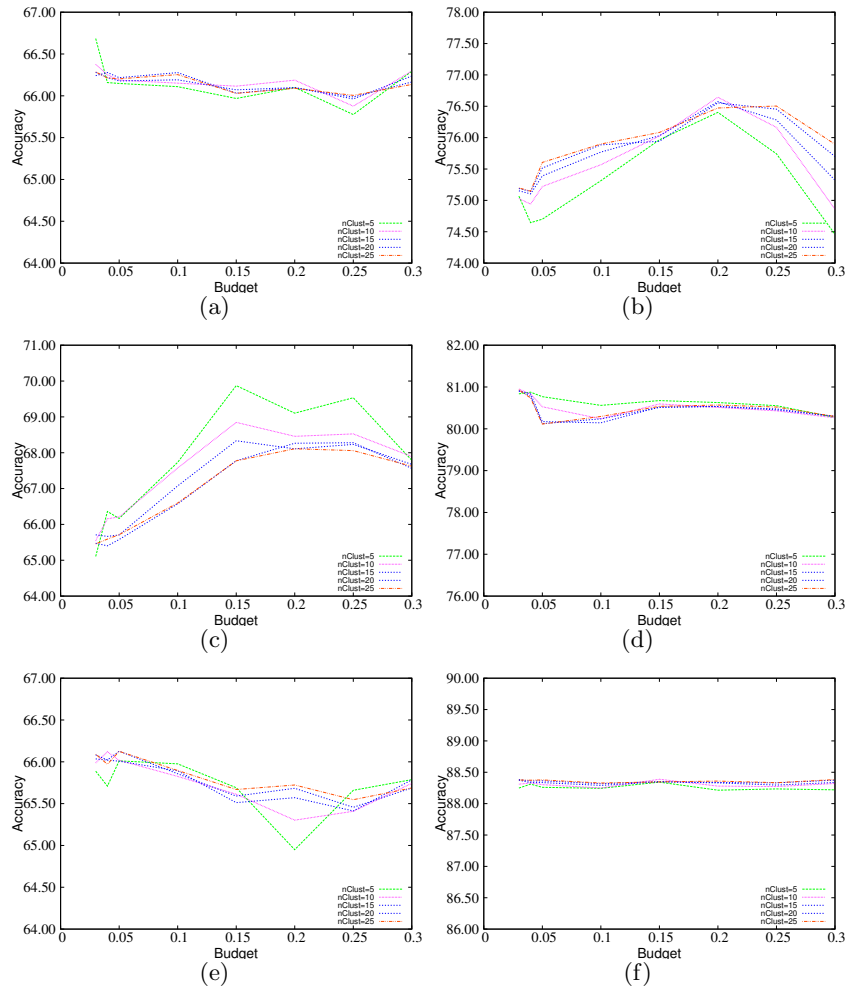 67.00
66.50
66.00
65.50
65.00
64.50
64.00
Accuracy
nClust=5
nClust=10
nClust=15
nClust=20
nClust=25
0 0.05 0.1 0.15 0.2 0.25 0.3
Budget
(a)
78.00
77.50
77.00
76.50
76.00
75.50
75.00
74.50
74.00
Accuracy
nClust=5
nClust=10
nClust=15
nClust=20
nClust=25
0 0.05 0.1 0.15 0.2 0.25 0.3
Budget
(b)
71.00
70.00
69.00
68.00
67.00
66.00
65.00
64.00
Accuracy
nClust=5
nClust=10
nClust=15
nClust=20
nClust=25
0 0.05 0.1 0.15 0.2 0.25 0.3
Budget
(c)
82.00
81.00
80.00
79.00
78.00
77.00
76.00
Accuracy
nClust=5
nClust=10
nClust=15
nClust=20
nClust=25
0 0.05 0.1 0.15 0.2 0.25 0.3
Budget
(d)
67.00
66.50
66.00
65.50
65.00
64.50
64.00
Accuracy
nClust=5
nClust=10
nClust=15
nClust=20
nClust=25
0 0.05 0.1 0.15 0.2 0.25 0.3
Budget
(e)
90.00
89.50
89.00
88.50
88.00
87.50
87.00
86.50
86.00
Accuracy
nClust=5
nClust=10
nClust=15
nClust=20
nClust=25
0 0.05 0.1 0.15 0.2 0.25 0.3
Budget
(f)